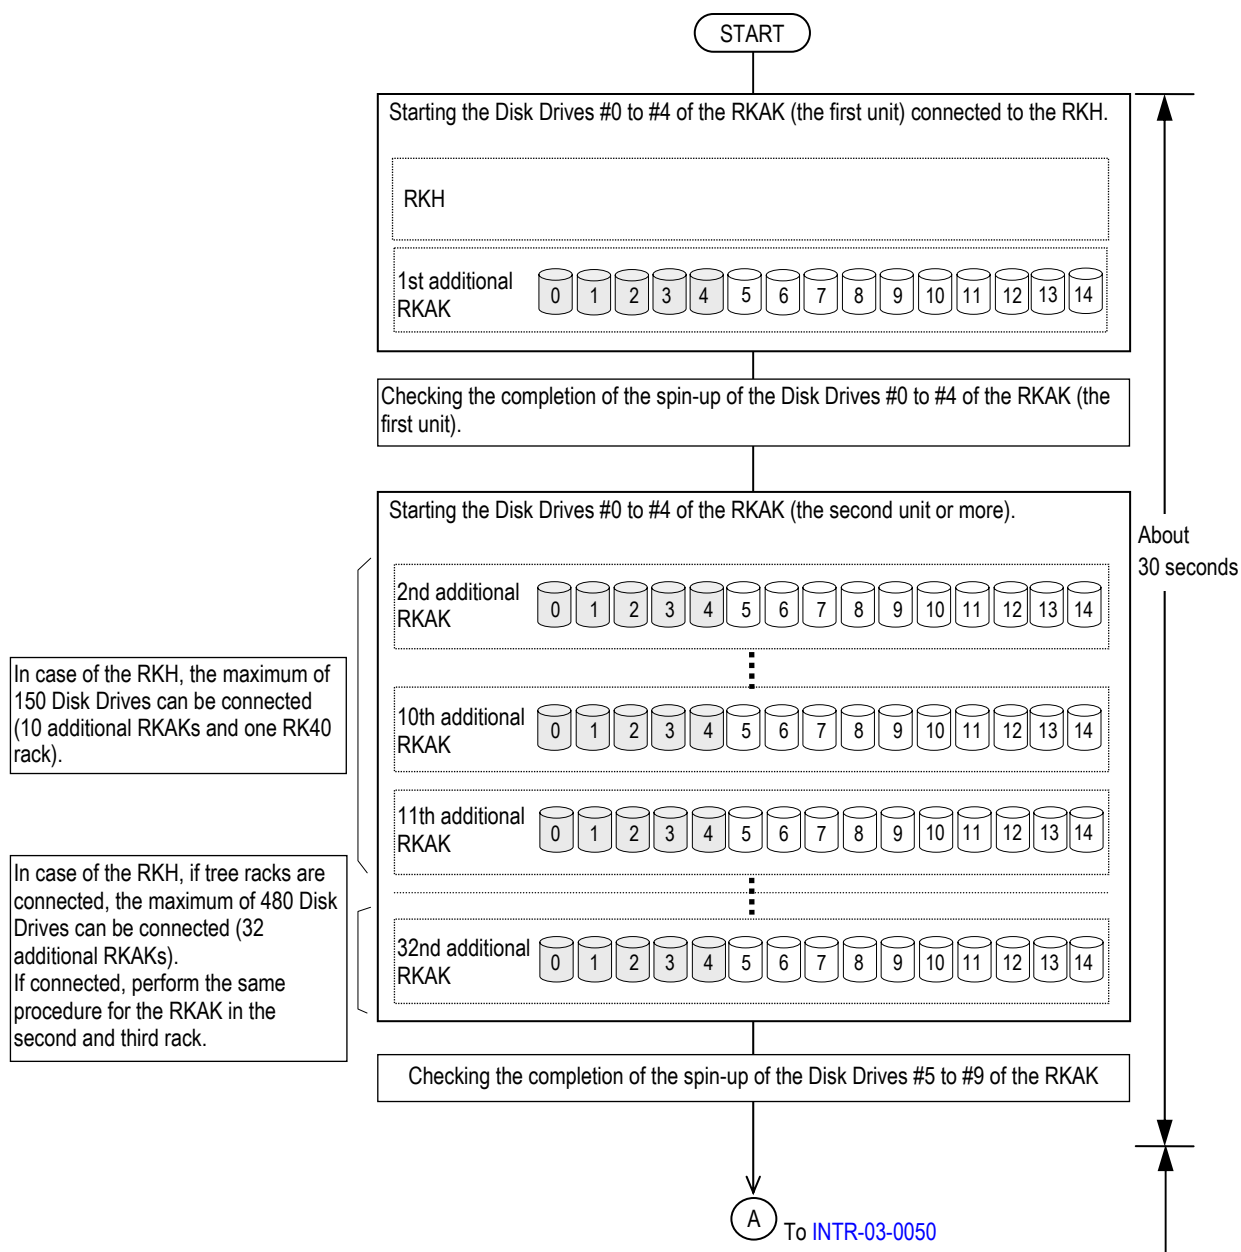 START
Starting the Disk Drives #0 to #4 of the RKAK (the first unit) connected to the RKH.
RKH
1st additional
RKAK
0 1 2 3 4 5 6 7 8 9 10 11 12 13 14
Checking the completion of the spin-up of the Disk Drives #0 to #4 of the RKAK (the
first unit).
Starting the Disk Drives #0 to #4 of the RKAK (the second unit or more).
About
30 seconds
2nd additional
RKAK
0 1 2 3 4 5 6 7 8 9 10 11 12 13 14
In case of the RKH, the maximum of
150 Disk Drives can be connected
(10 additional RKAKs and one RK40
rack).
10th additional
RKAK
0 1 2 3 4 5 6 7 8 9 10 11 12 13 14
11th additional
RKAK
0 1 2 3 4 5 6 7 8 9 10 11 12 13 14
In case of the RKH, if tree racks are
connected, the maximum of 480 Disk
Drives can be connected (32
additional RKAKs).
If connected, perform the same
procedure for the RKAK in the
second and third rack.
32nd additional
RKAK
0 1 2 3 4 5 6 7 8 9 10 11 12 13 14
Checking the completion of the spin-up of the Disk Drives #5 to #9 of the RKAK
A
To INTR-03-0050